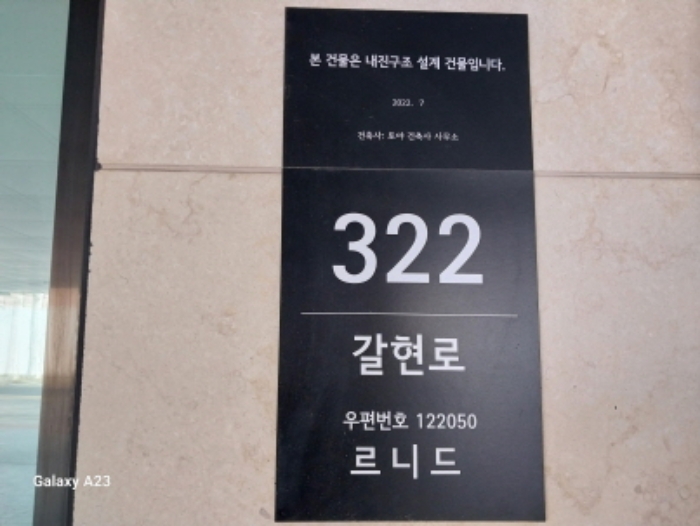 본 건물은 내진구조 설계 건물입니다.
2022. 7
건축사: 토야 건축사 사무소
322
갈현로
우편번호 122050
르니드
Galaxy A23